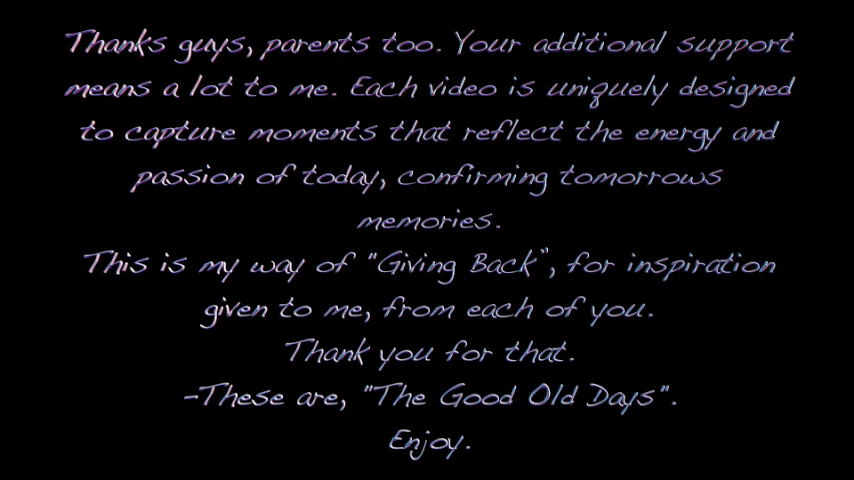 Thanks guys, parents too. Your additional support
means a lot to me. Each video is uniquely designed
to capture moments that reflect the energy and
passion of today, confirming tomorrows
memories.
This is my way of "Giving Back", for inspiration
given to me, from each of you.
Thank you for that.
-These are, "The Good Old Days".
Enjoy.